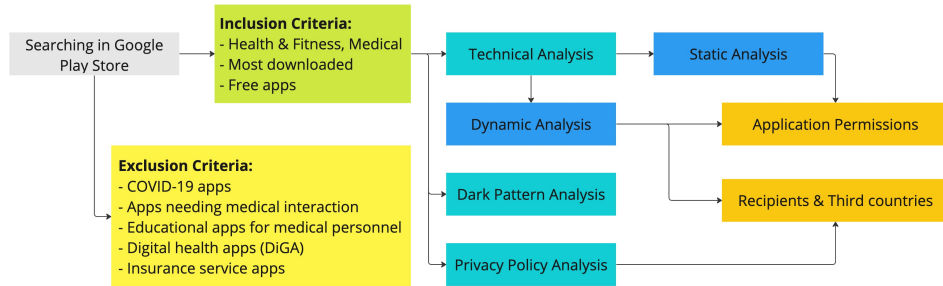 Searching in Google
Play Store
Inclusion Criteria:
- Health & Fitness, Medical
- Most downloaded
- Free apps
Exclusion Criteria:
- COVID-19 apps
- Apps needing medical interaction
- Educational apps for medical personnel
- Digital health apps (DiGA)
- Insurance service apps
Technical Analysis
Static Analysis
Dynamic Analysis
Application Permissions
Dark Pattern Analysis
Recipients & Third countries
Privacy Policy Analysis